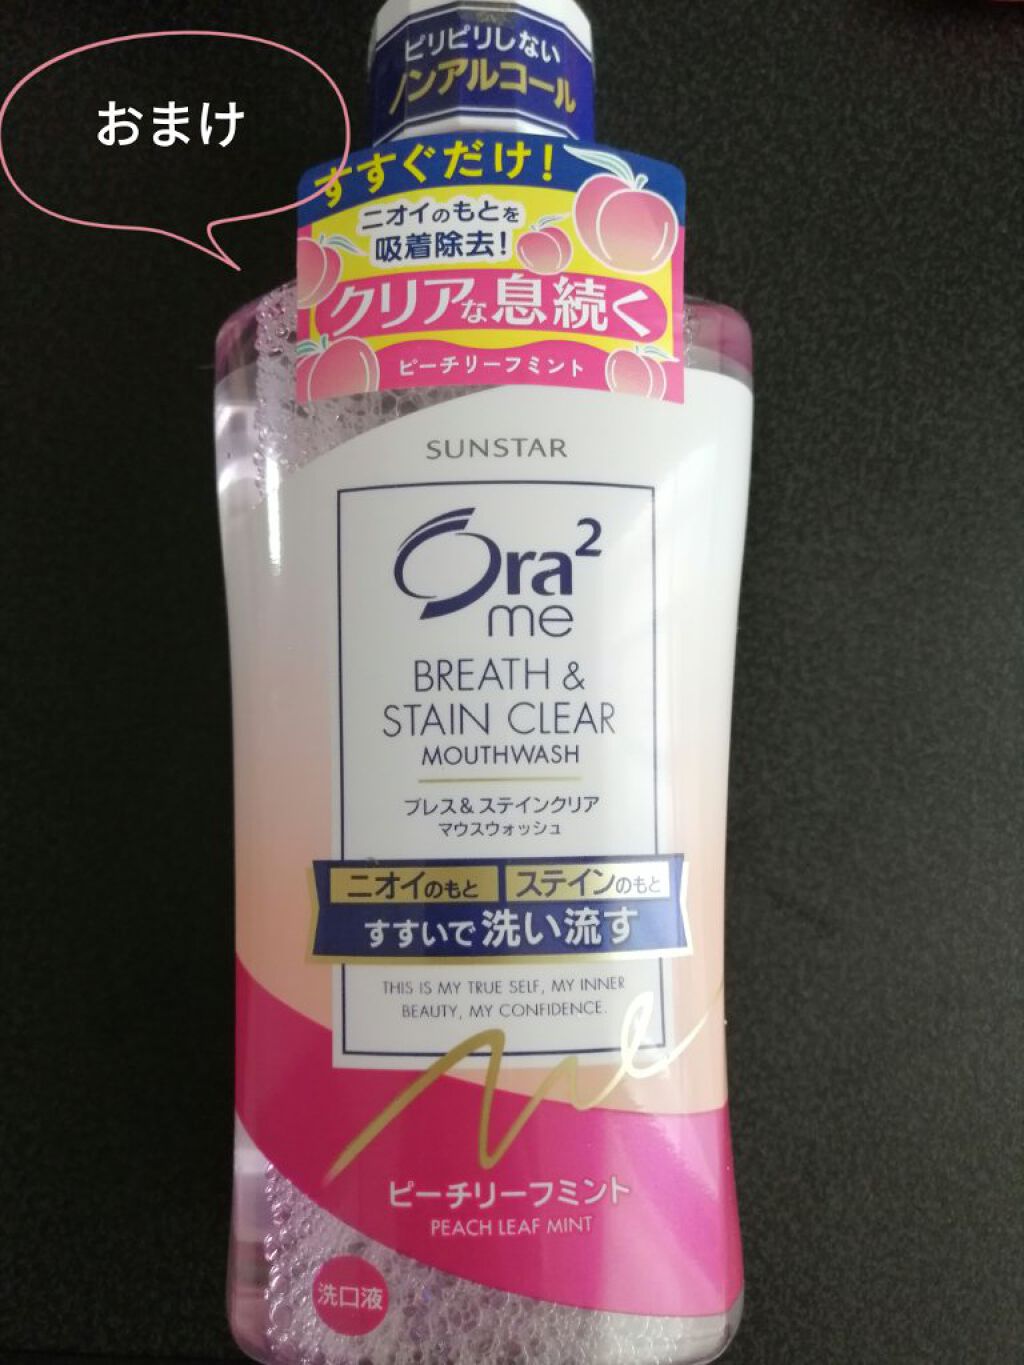 おまけ
ピリピリしない
ノンアルコール
すすぐだけ!
ニオイのもとを
吸着除去!
クリアな息続く
ピーチリーフミント
SUNSTAR
Ora²
me
BREATH &
STAIN CLEAR
MOUTHWASH
ブレス&ステインクリア
マウスウォッシュ
ニオイのもと ステインのもと
すすいで洗い流す
THIS IS MY TRUE SELF, MY INNER
BEAUTY, MY CONFIDENCE.
Me
ピーチリーフミント
PEACH LEAF MINT
洗口液